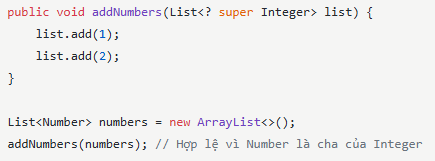 public void addNumbers(List<? super Integer> list) {
    list.add(1);
    list.add(2);
}

List<Number> numbers = new ArrayList<>();
addNumbers(numbers); // Hợp lệ vì Number là cha của Integer